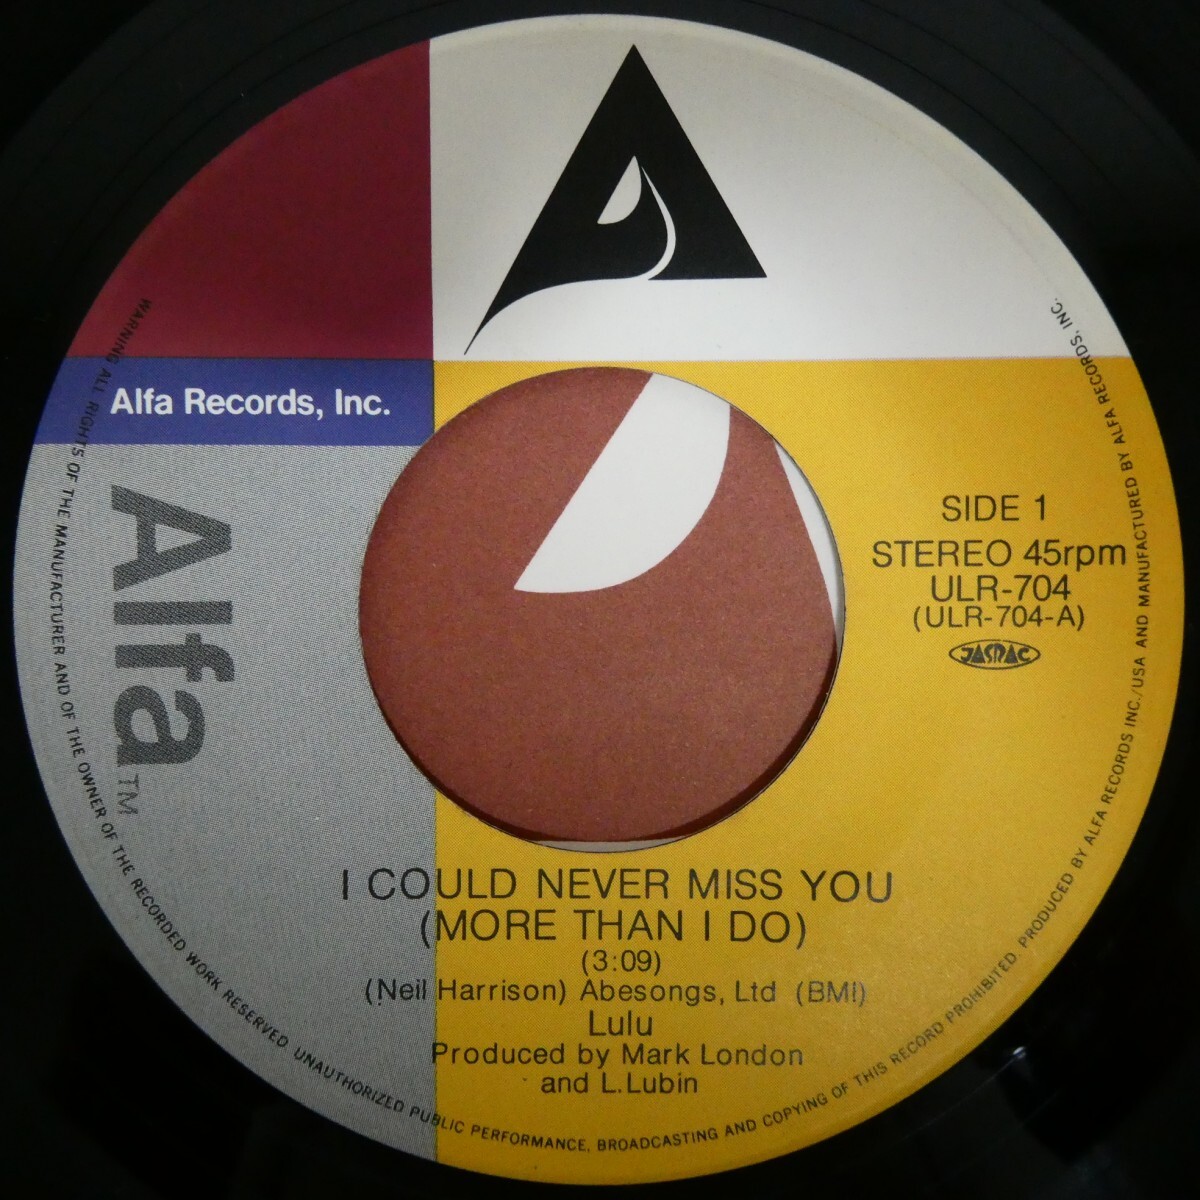 Alfa Records, Inc.
Alfa™
SIDE 1
STEREO 45rpm
ULR-704
(ULR-704-A)
JASRAC
I COULD NEVER MISS YOU
(MORE THAN I DO)
(3:09)
(Neil Harrison) Abesongs, Ltd (BMI)
Lulu
Produced by Mark London
and L.Lubin
WARNING ALL RIGHTS OF THE MANUFACTURER AND OF THE OWNER OF THE RECORDED WORK RESERVED UNAUTHORIZED PUBLIC PERFORMANCE, BROADCASTING AND COPYING OF THIS RECORD PROHIBITED. PRODUCED BY ALFA RECORDS INC./USA AND MANUFACTURED BY ALFA RECORDS, INC.